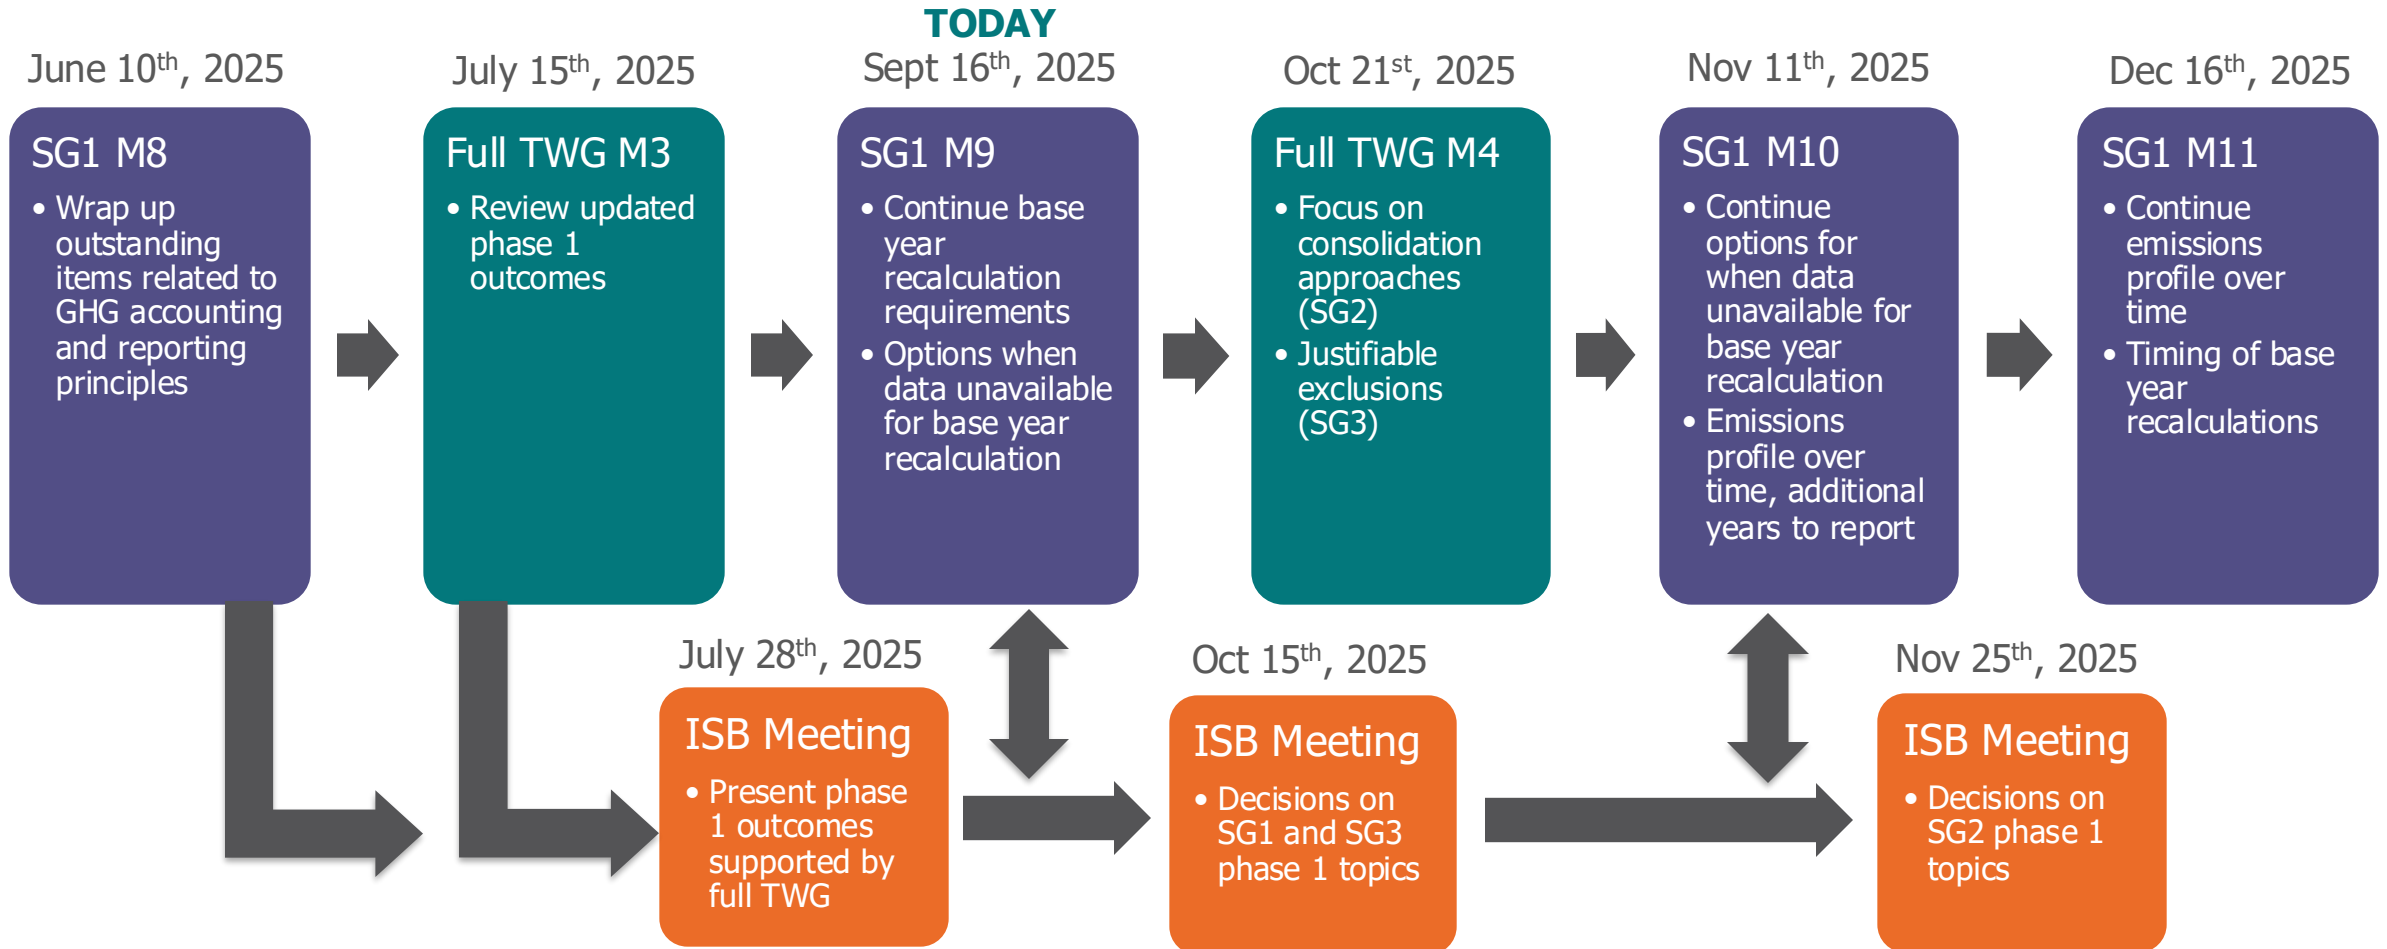 TODAY
June 10th, 2025
July 15th, 2025
Sept 16th, 2025
Oct 21st, 2025
Nov 11th, 2025
Dec 16th, 2025
SG1 M8
• Wrap up
outstanding
items related to
GHG accounting
and reporting
principles
Full TWG M3
• Review updated
phase 1
outcomes
SG1 M9
• Continue base
year
recalculation
requirements
• Options when
data unavailable
for base year
recalculation
Full TWG M4
• Focus on
consolidation
approaches
(SG2)
• Justifiable
exclusions
(SG3)
SG1 M10
• Continue
options for
when data
unavailable for
base year
recalculation
• Emissions
profile over
time, additional
years to report
SG1 M11
• Continue
emissions
profile over
time
• Timing of base
year
recalculations
July 28th, 2025
ISB Meeting
• Present phase
1 outcomes
supported by
full TWG
Oct 15th, 2025
ISB Meeting
• Decisions on
SG1 and SG3
phase 1 topics
Nov 25th, 2025
ISB Meeting
• Decisions on
SG2 phase 1
topics